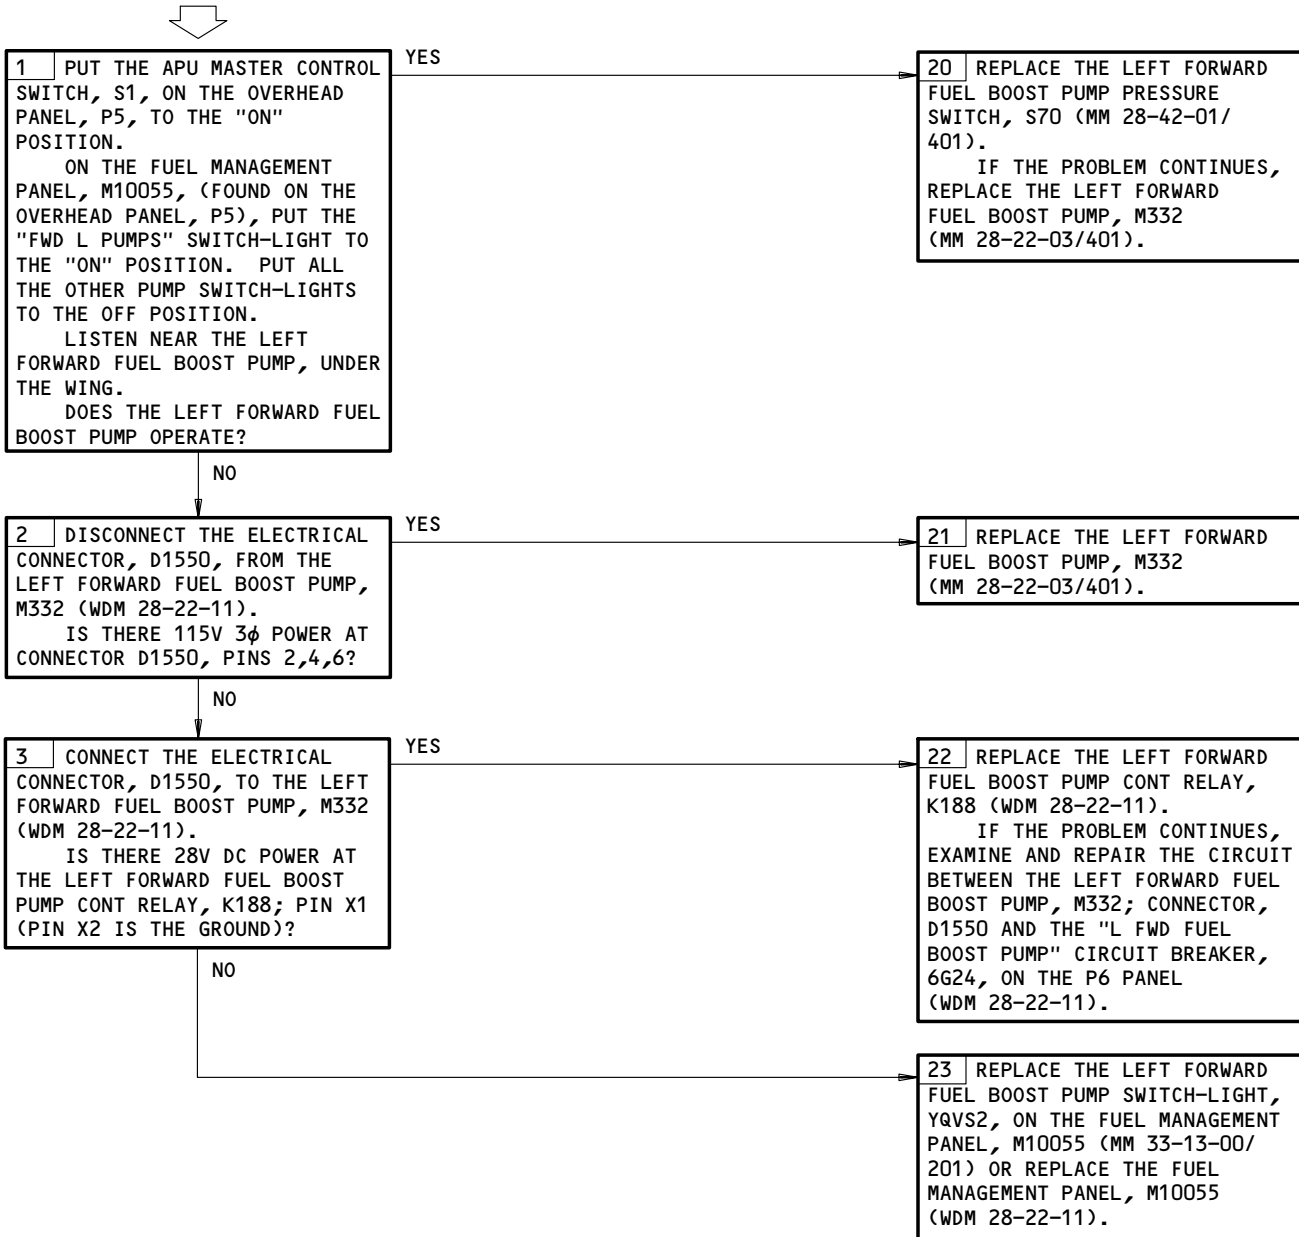 1 PUT THE APU MASTER CONTROL
SWITCH, S1, ON THE OVERHEAD
PANEL, P5, TO THE "ON"
POSITION.
ON THE FUEL MANAGEMENT
PANEL, M10055, (FOUND ON THE
OVERHEAD PANEL, P5), PUT THE
"FWD L PUMPS" SWITCH-LIGHT TO
THE "ON" POSITION. PUT ALL
THE OTHER PUMP SWITCH-LIGHTS
TO THE OFF POSITION.
LISTEN NEAR THE LEFT
FORWARD FUEL BOOST PUMP, UNDER
THE WING.
DOES THE LEFT FORWARD FUEL
BOOST PUMP OPERATE?
YES
20 REPLACE THE LEFT FORWARD
FUEL BOOST PUMP PRESSURE
SWITCH, S70 (MM 28-42-01/
401).
IF THE PROBLEM CONTINUES,
REPLACE THE LEFT FORWARD
FUEL BOOST PUMP, M332
(MM 28-22-03/401).
NO
2 DISCONNECT THE ELECTRICAL
CONNECTOR, D1550, FROM THE
LEFT FORWARD FUEL BOOST PUMP,
M332 (WDM 28-22-11).
IS THERE 115V 3ϕ POWER AT
CONNECTOR D1550, PINS 2,4,6?
YES
21 REPLACE THE LEFT FORWARD
FUEL BOOST PUMP, M332
(MM 28-22-03/401).
NO
3 CONNECT THE ELECTRICAL
CONNECTOR, D1550, TO THE LEFT
FORWARD FUEL BOOST PUMP, M332
(WDM 28-22-11).
IS THERE 28V DC POWER AT
THE LEFT FORWARD FUEL BOOST
PUMP CONT RELAY, K188; PIN X1
(PIN X2 IS THE GROUND)?
YES
22 REPLACE THE LEFT FORWARD
FUEL BOOST PUMP CONT RELAY,
K188 (WDM 28-22-11).
IF THE PROBLEM CONTINUES,
EXAMINE AND REPAIR THE CIRCUIT
BETWEEN THE LEFT FORWARD FUEL
BOOST PUMP, M332; CONNECTOR,
D1550 AND THE "L FWD FUEL
BOOST PUMP" CIRCUIT BREAKER,
6G24, ON THE P6 PANEL
(WDM 28-22-11).
NO
23 REPLACE THE LEFT FORWARD
FUEL BOOST PUMP SWITCH-LIGHT,
YQVS2, ON THE FUEL MANAGEMENT
PANEL, M10055 (MM 33-13-00/
201) OR REPLACE THE FUEL
MANAGEMENT PANEL, M10055
(WDM 28-22-11).